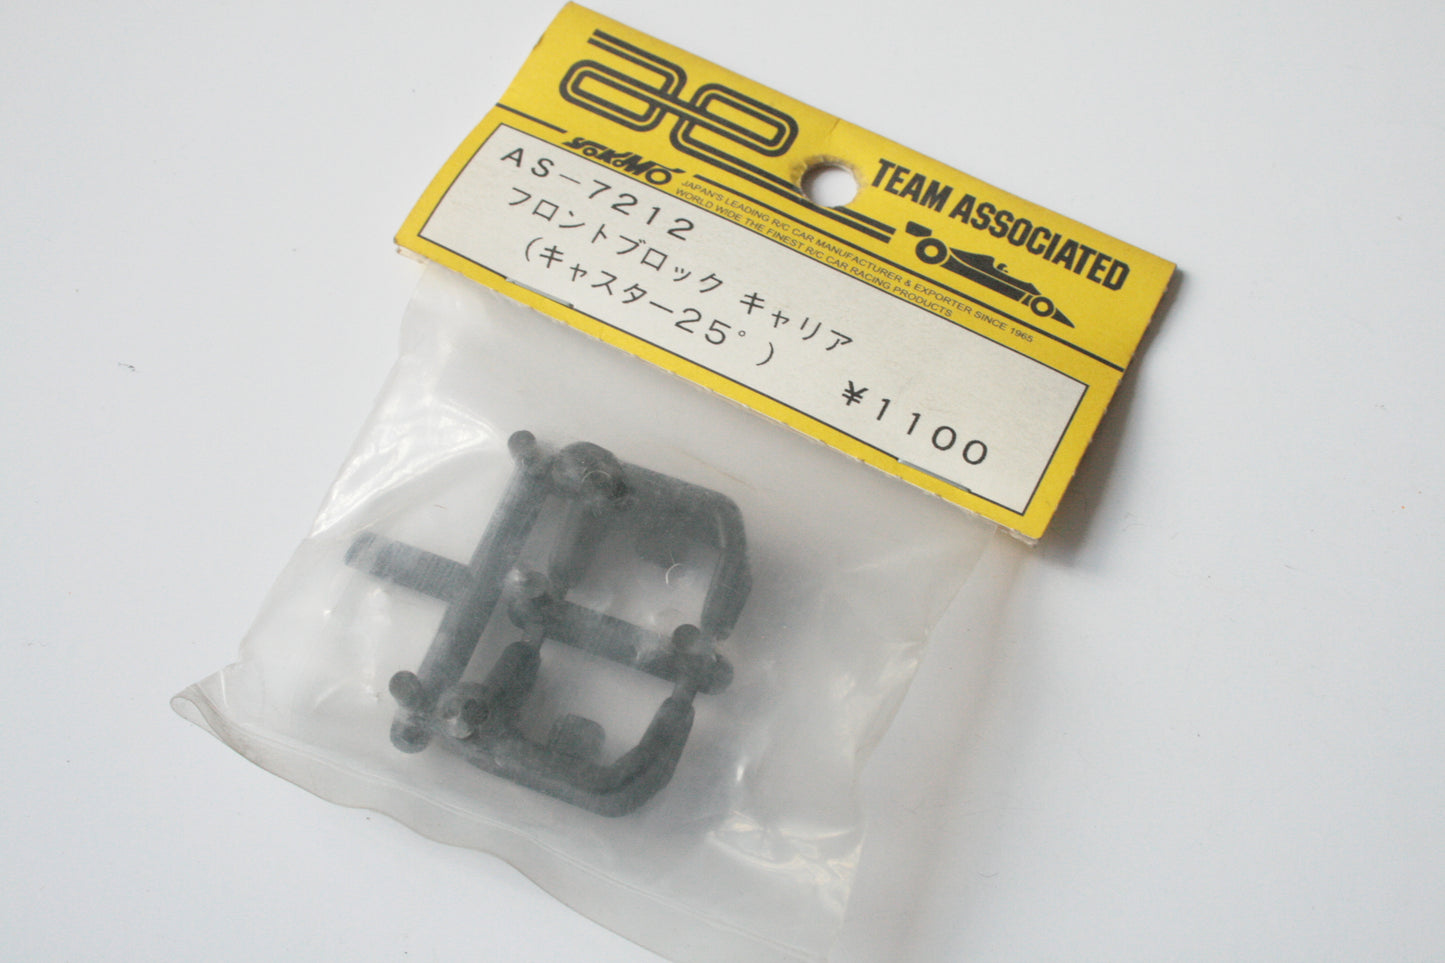 ae
TEAM ASSOCIATED
YOKOMO
JAPAN'S LEADING R/C CAR MANUFACTURER & EXPORTER SINCE 1965
WORLD WIDE THE FINEST R/C CAR RACING PRODUCTS
AS－7212
フロントブロック キャリア
（キャスター25°）
¥1100